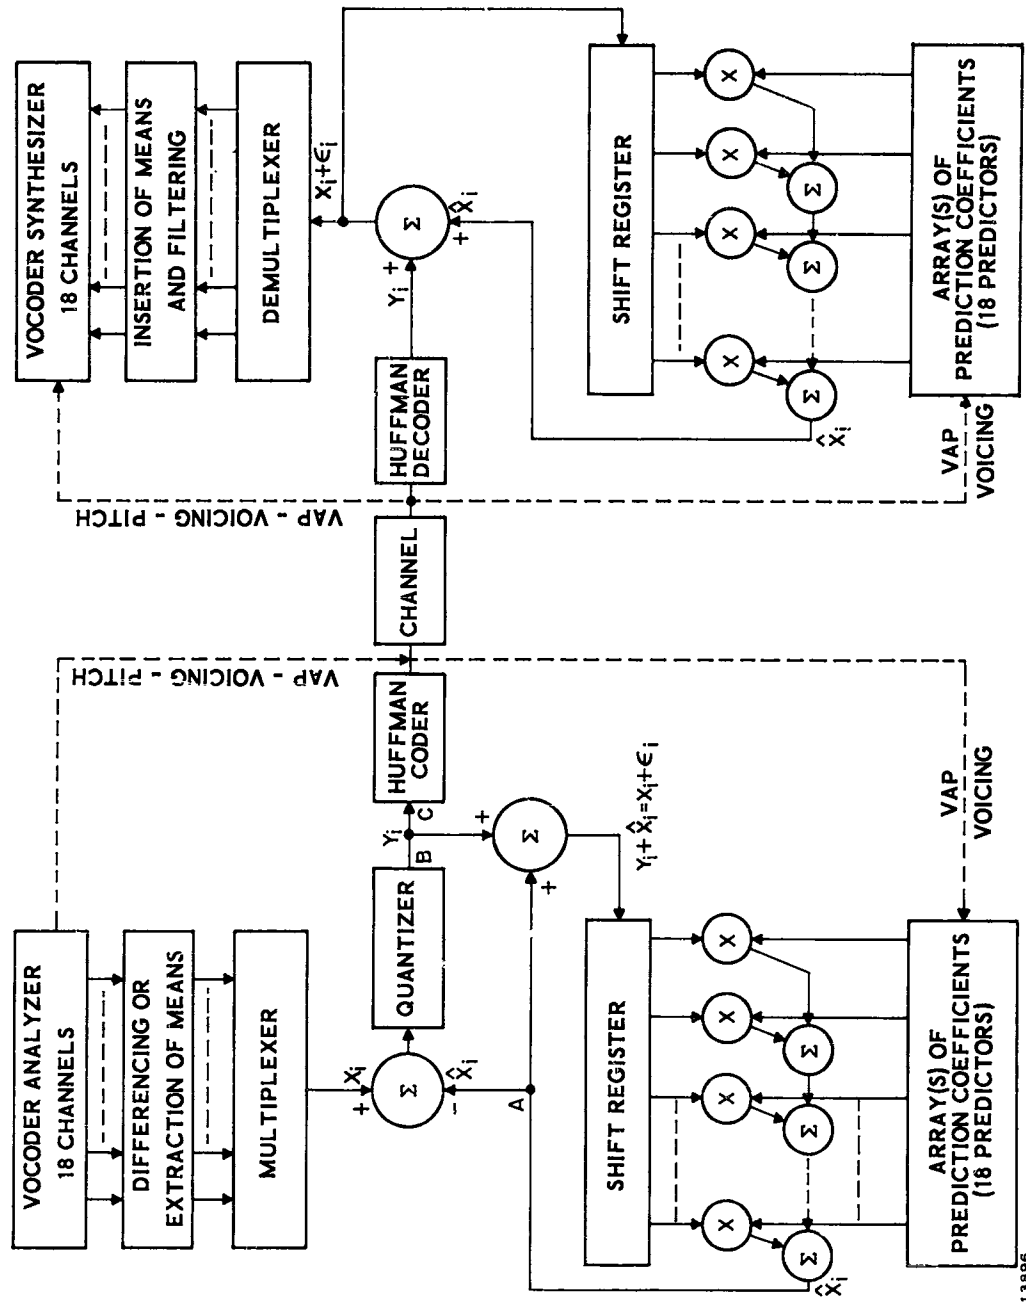 VOCODER ANALYZER
18 CHANNELS
DIFFERENCING OR
EXTRACTION OF MEANS
MULTIPLEXER
Xi
+
Σ
-
X̂i
A
QUANTIZER
B
Yi
C
HUFFMAN
CODER
VAP - VOICING - PITCH
+
Σ
+
Yi + X̂i = Xi + ϵi
SHIFT REGISTER
X
X
X
X
Σ
Σ
Σ
X̂i
ARRAY(S) OF
PREDICTION COEFFICIENTS
(18 PREDICTORS)
VAP
VOICING
CHANNEL
VAP - VOICING - PITCH
HUFFMAN
DECODER
Yi
+
Σ
+
X̂i
Xi + ϵi
DEMULTIPLEXER
INSERTION OF MEANS
AND FILTERING
VOCODER SYNTHESIZER
18 CHANNELS
SHIFT REGISTER
X
X
X
X
Σ
Σ
Σ
X̂i
ARRAY(S) OF
PREDICTION COEFFICIENTS
(18 PREDICTORS)
VAP
VOICING